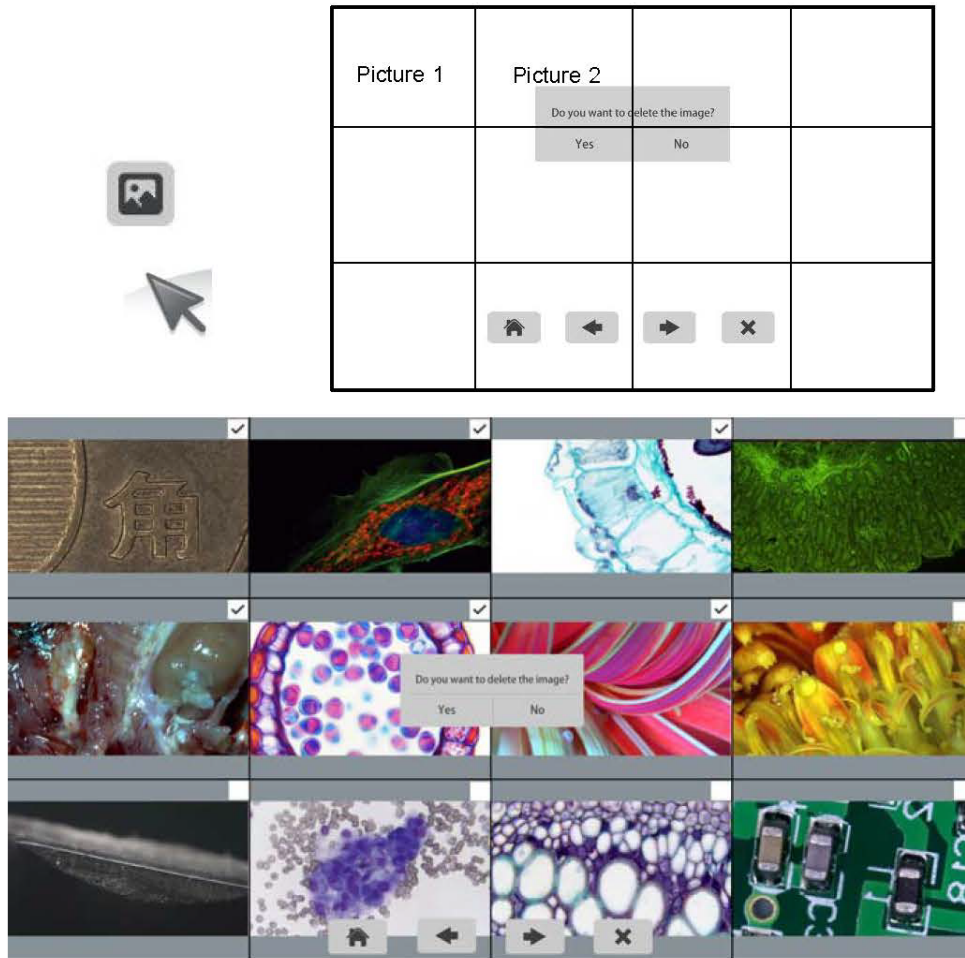 Picture 1
Picture 2
Do you want to delete the image?
Yes
No
角
Do you want to delete the image?
Yes
No